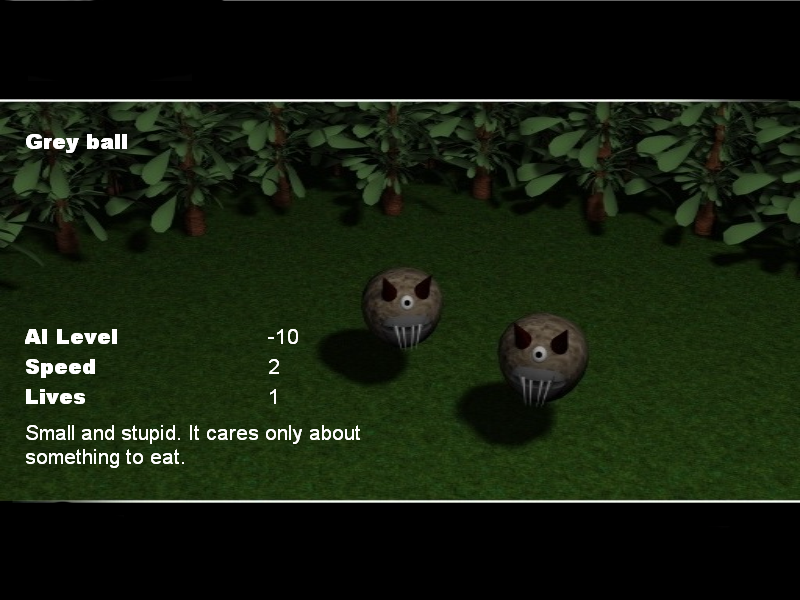 Grey ball
AI Level -10
Speed 2
Lives 1
Small and stupid. It cares only about
something to eat.